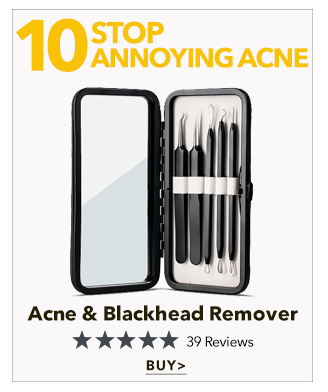 10 STOP
ANNOYING ACNE
Acne & Blackhead Remover
39 Reviews
BUY>